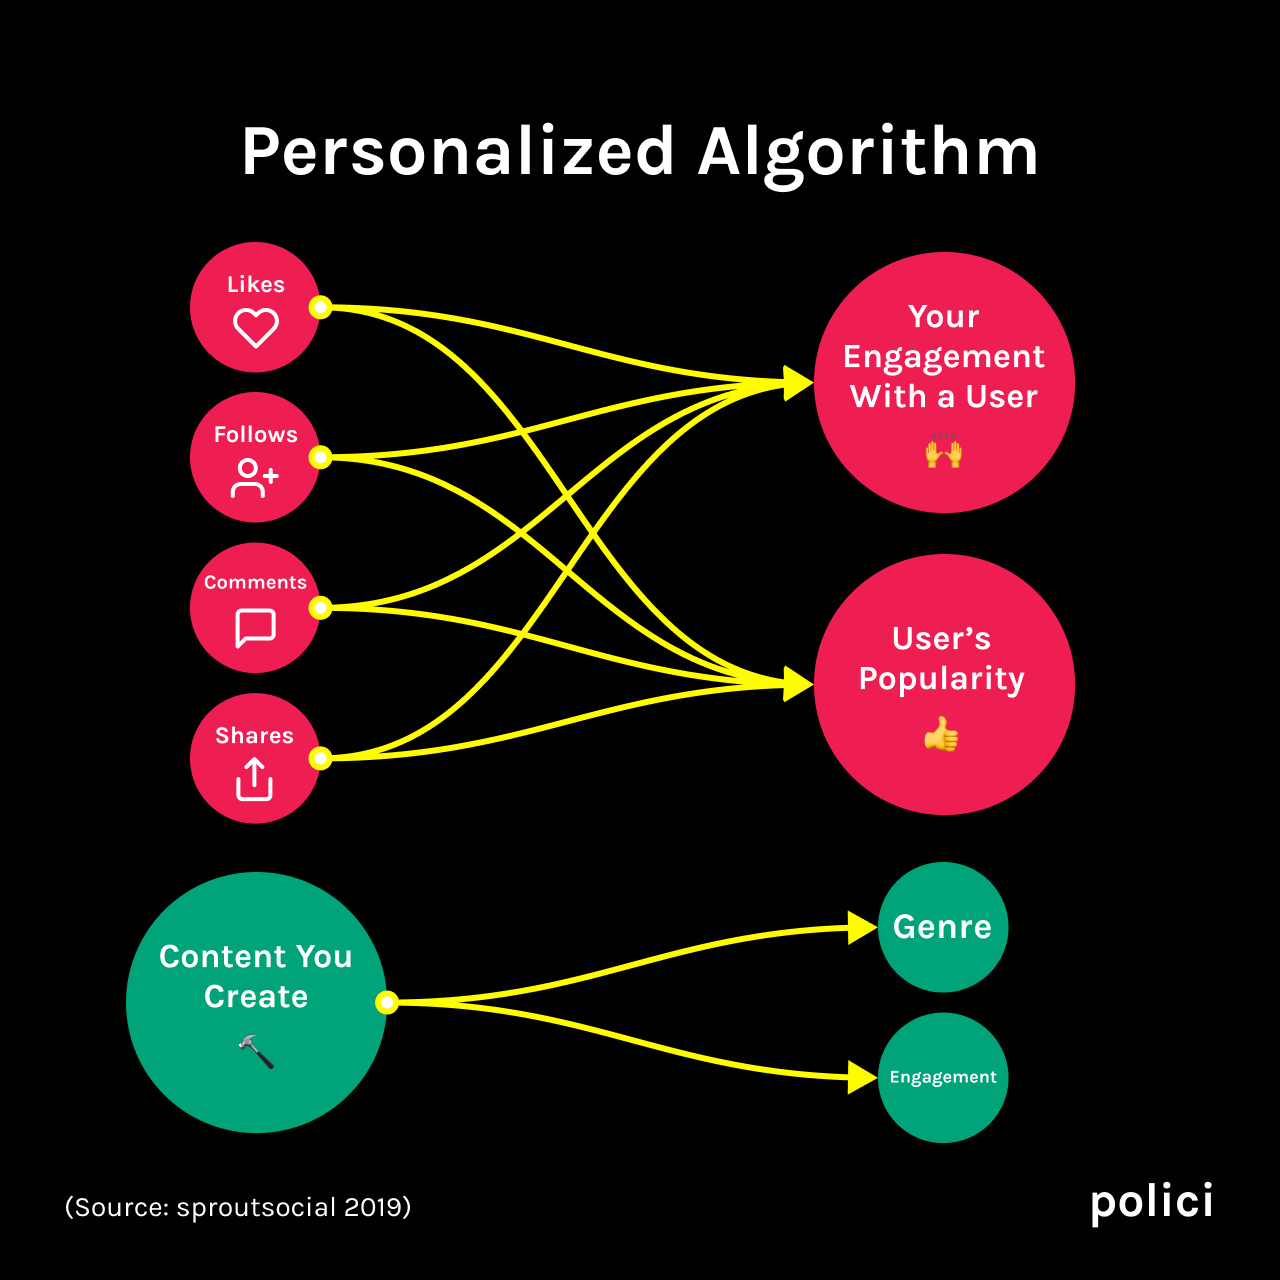 Personalized Algorithm
Likes
Follows
Comments
Shares
Your
Engagement
With a User
User’s
Popularity
Content You
Create
Genre
Engagement
(Source: sproutsocial 2019)
polici